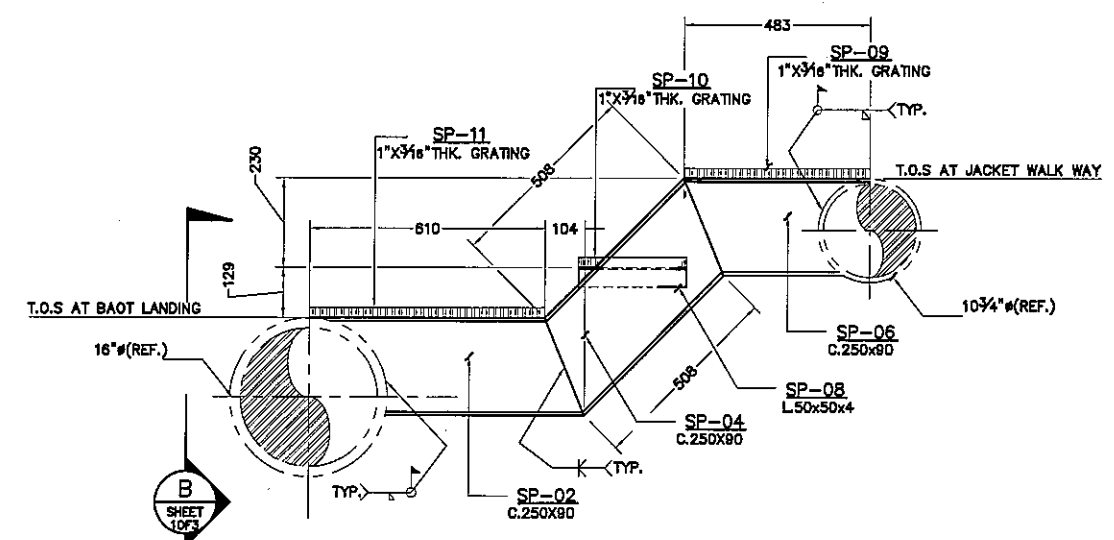 483
SP-09
1"X3/16"THK. GRATING
SP-10
1"X3/16"THK. GRATING
TYP.
SP-11
1"X3/16"THK. GRATING
230
508
T.O.S AT JACKET WALK WAY
610
104
129
T.O.S AT BAOT LANDING
10 3/4"ø(REF.)
16"ø(REF.)
SP-06
C.250x90
508
SP-08
L.50x50x4
SP-04
C.250X90
TYP.
TYP.
SP-02
C.250X90
B
SHEET
1OF3